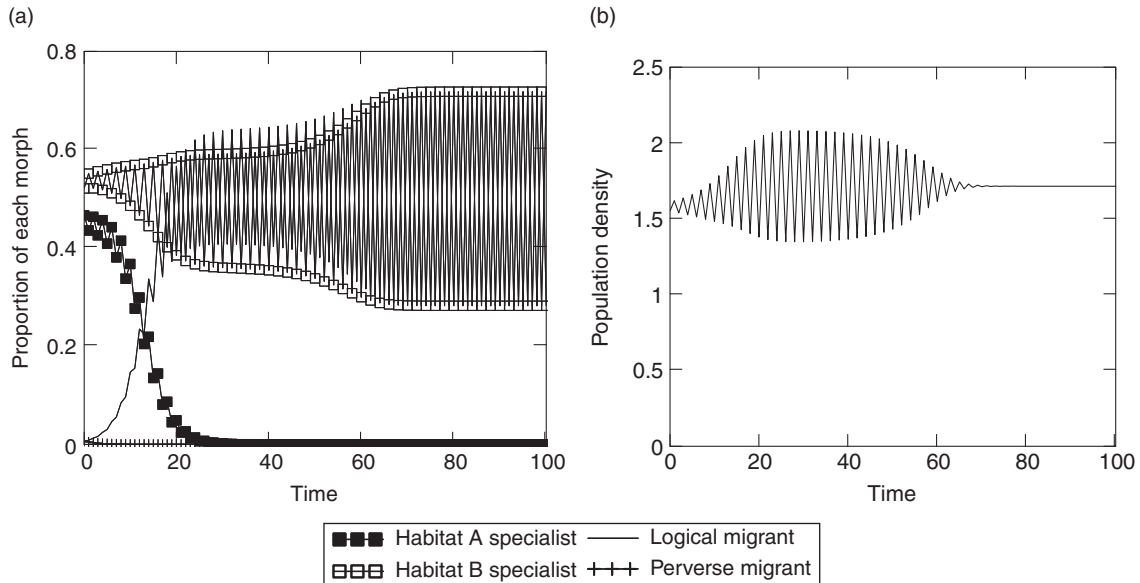 (a)
0.8
0.6
0.4
0.2
0
0 20 40 60 80 100
Proportion of each morph
Time
(b)
2.5
2
1.5
1
0.5
0
0 20 40 60 80 100
Population density
Time
Habitat A specialist
Logical migrant
Habitat B specialist
Perverse migrant